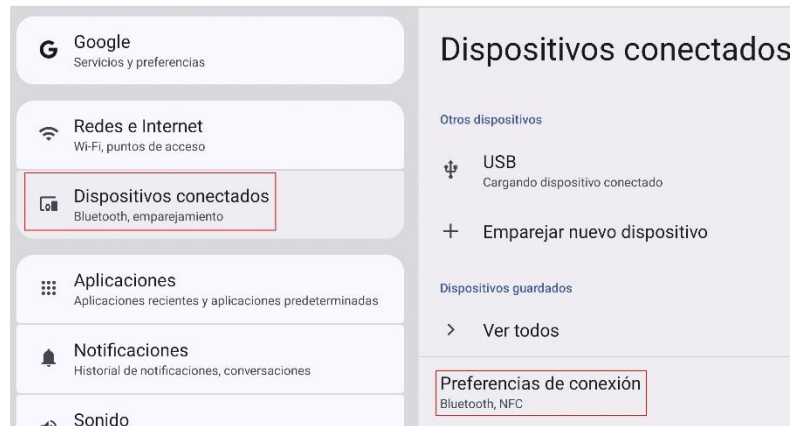 Google
Servicios y preferencias
Redes e Internet
Wi-Fi, puntos de acceso
Dispositivos conectados
Bluetooth, emparejamiento
Aplicaciones
Aplicaciones recientes y aplicaciones predeterminadas
Notificaciones
Historial de notificaciones, conversaciones
Sonido
Dispositivos conectados
Otros dispositivos
USB
Cargando dispositivo conectado
Emparejar nuevo dispositivo
Dispositivos guardados
Ver todos
Preferencias de conexión
Bluetooth, NFC